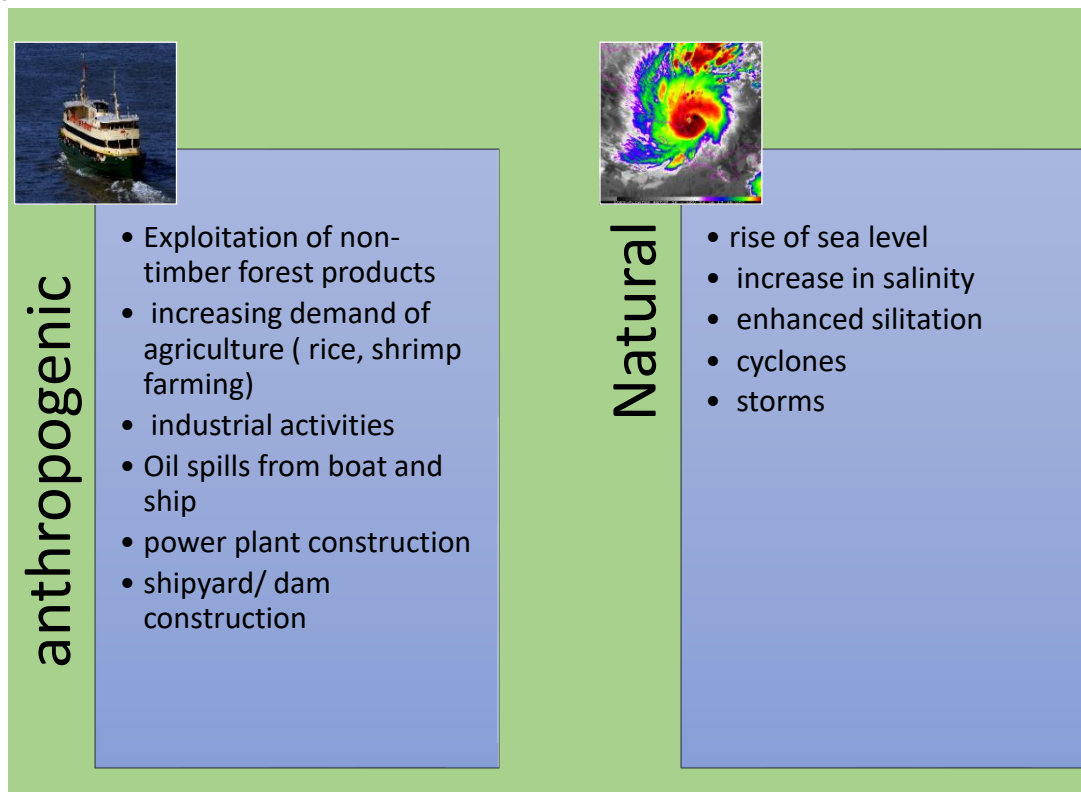 anthropogenic
• Exploitation of non-
timber forest products
• increasing demand of
agriculture ( rice, shrimp
farming)
• industrial activities
• Oil spills from boat and
ship
• power plant construction
• shipyard/ dam
construction
Natural
• rise of sea level
• increase in salinity
• enhanced silitation
• cyclones
• storms